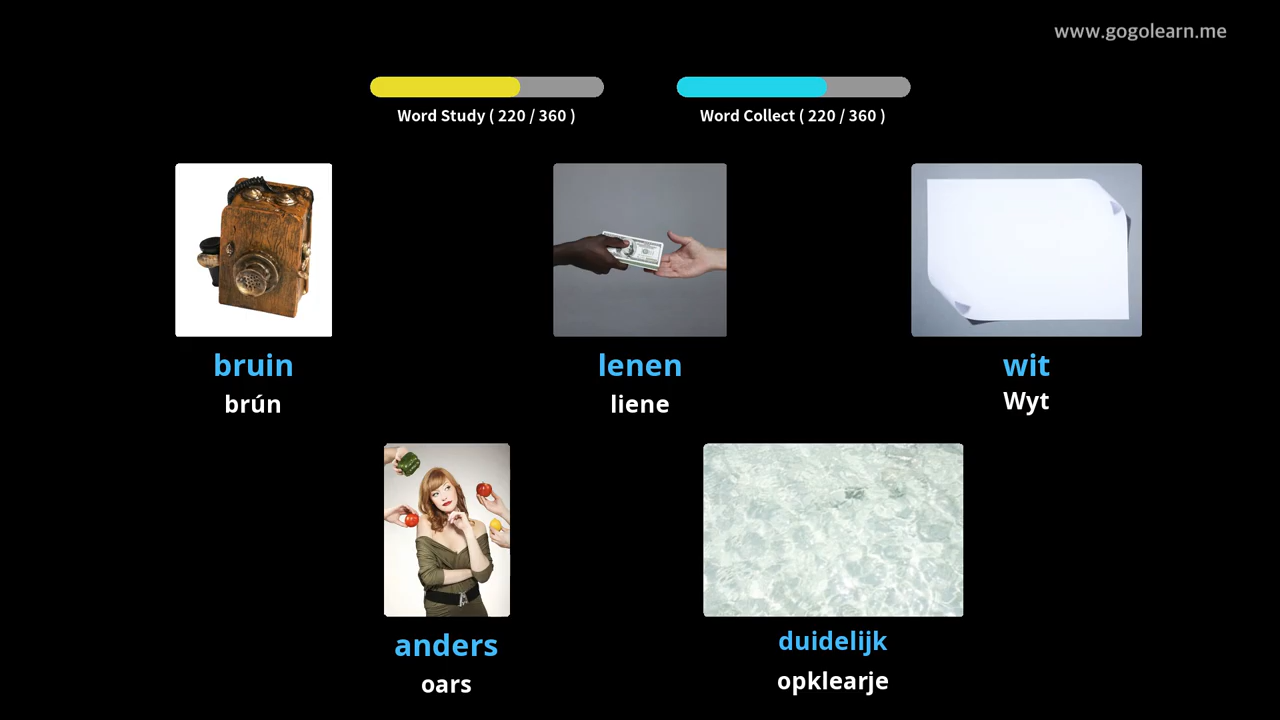 www.gogolearn.me
Word Study ( 220 / 360 )
Word Collect ( 220 / 360 )
bruin
brún
lenen
liene
wit
Wyt
anders
oars
duidelijk
opklearje